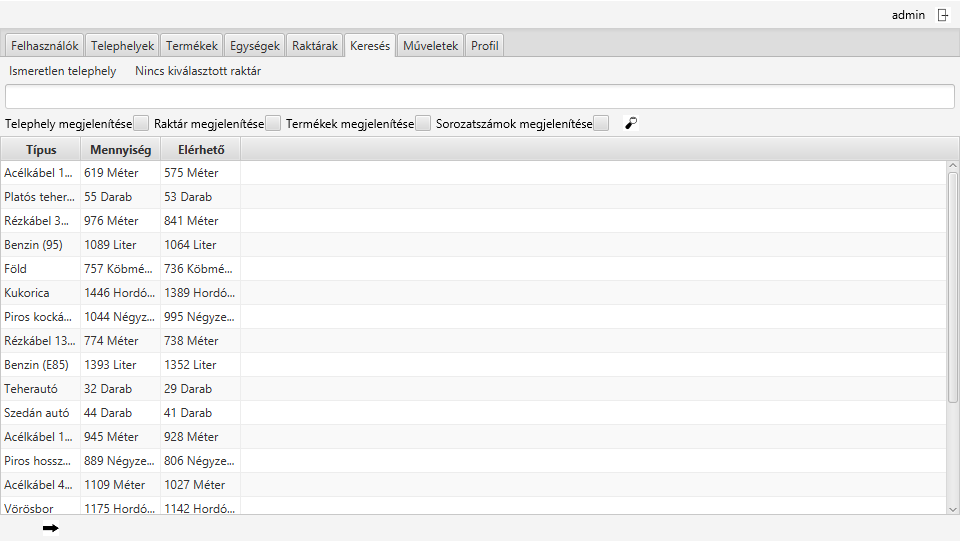 admin
Felhasználók Telephelyek Termékek Egységek Raktárak Keresés Műveletek Profil
Ismeretlen telephely Nincs kiválasztott raktár
Telephely megjelenítése Raktár megjelenítése Termékek megjelenítése Sorozatszámok megjelenítése
Típus Mennyiség Elérhető
Acélkábel 1... 619 Méter 575 Méter
Platós teher... 55 Darab 53 Darab
Rézkábel 3... 976 Méter 841 Méter
Benzin (95) 1089 Liter 1064 Liter
Föld 757 Köbmé... 736 Köbmé...
Kukorica 1446 Hordó... 1389 Hordó...
Piros kocká... 1044 Négyz... 995 Négyze...
Rézkábel 13... 774 Méter 738 Méter
Benzin (E85) 1393 Liter 1352 Liter
Teherautó 32 Darab 29 Darab
Szedán autó 44 Darab 41 Darab
Acélkábel 1... 945 Méter 928 Méter
Piros hossz... 889 Négyze... 806 Négyze...
Acélkábel 4... 1109 Méter 1027 Méter
Vörösbor 1175 Hordó... 1142 Hordó...